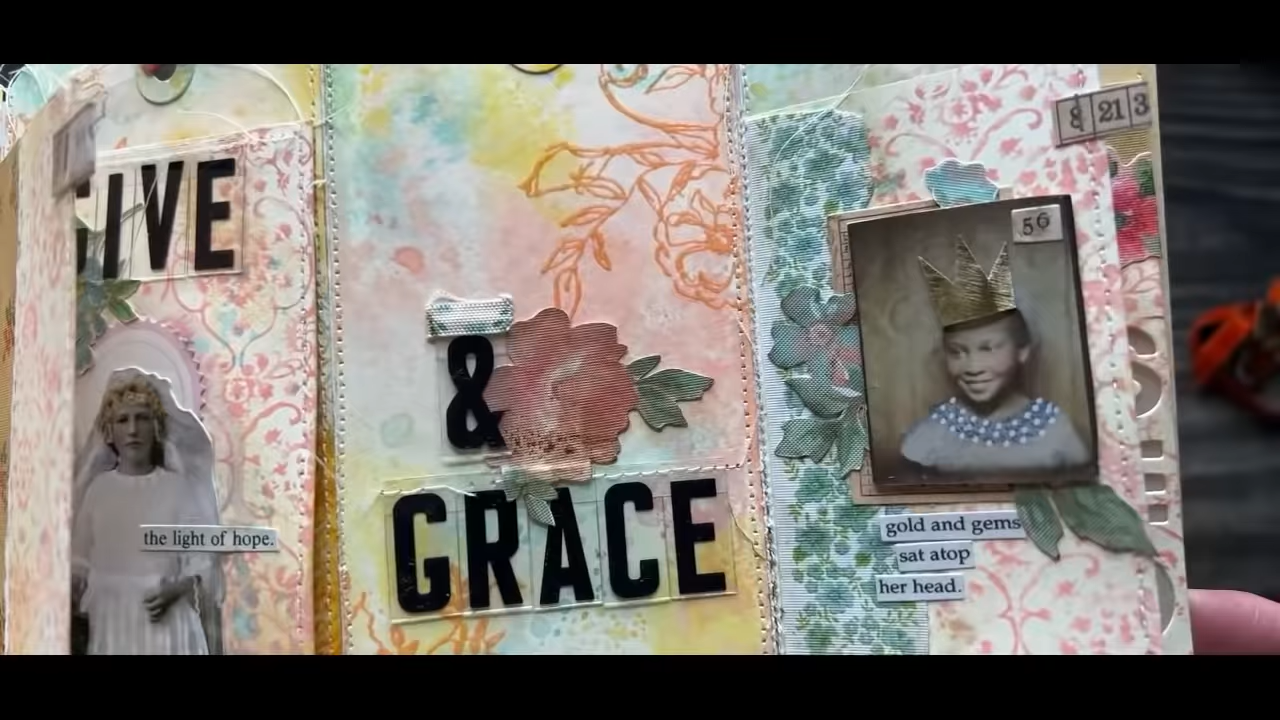 IVE
the light of hope.
&
GRACE
8 21 3
56
gold and gems
sat atop
her head.